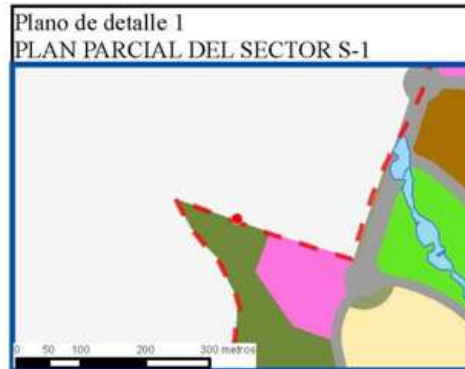 Plano de detalle 1
PLAN PARCIAL DEL SECTOR S-1
0 50 100 200 300 metros